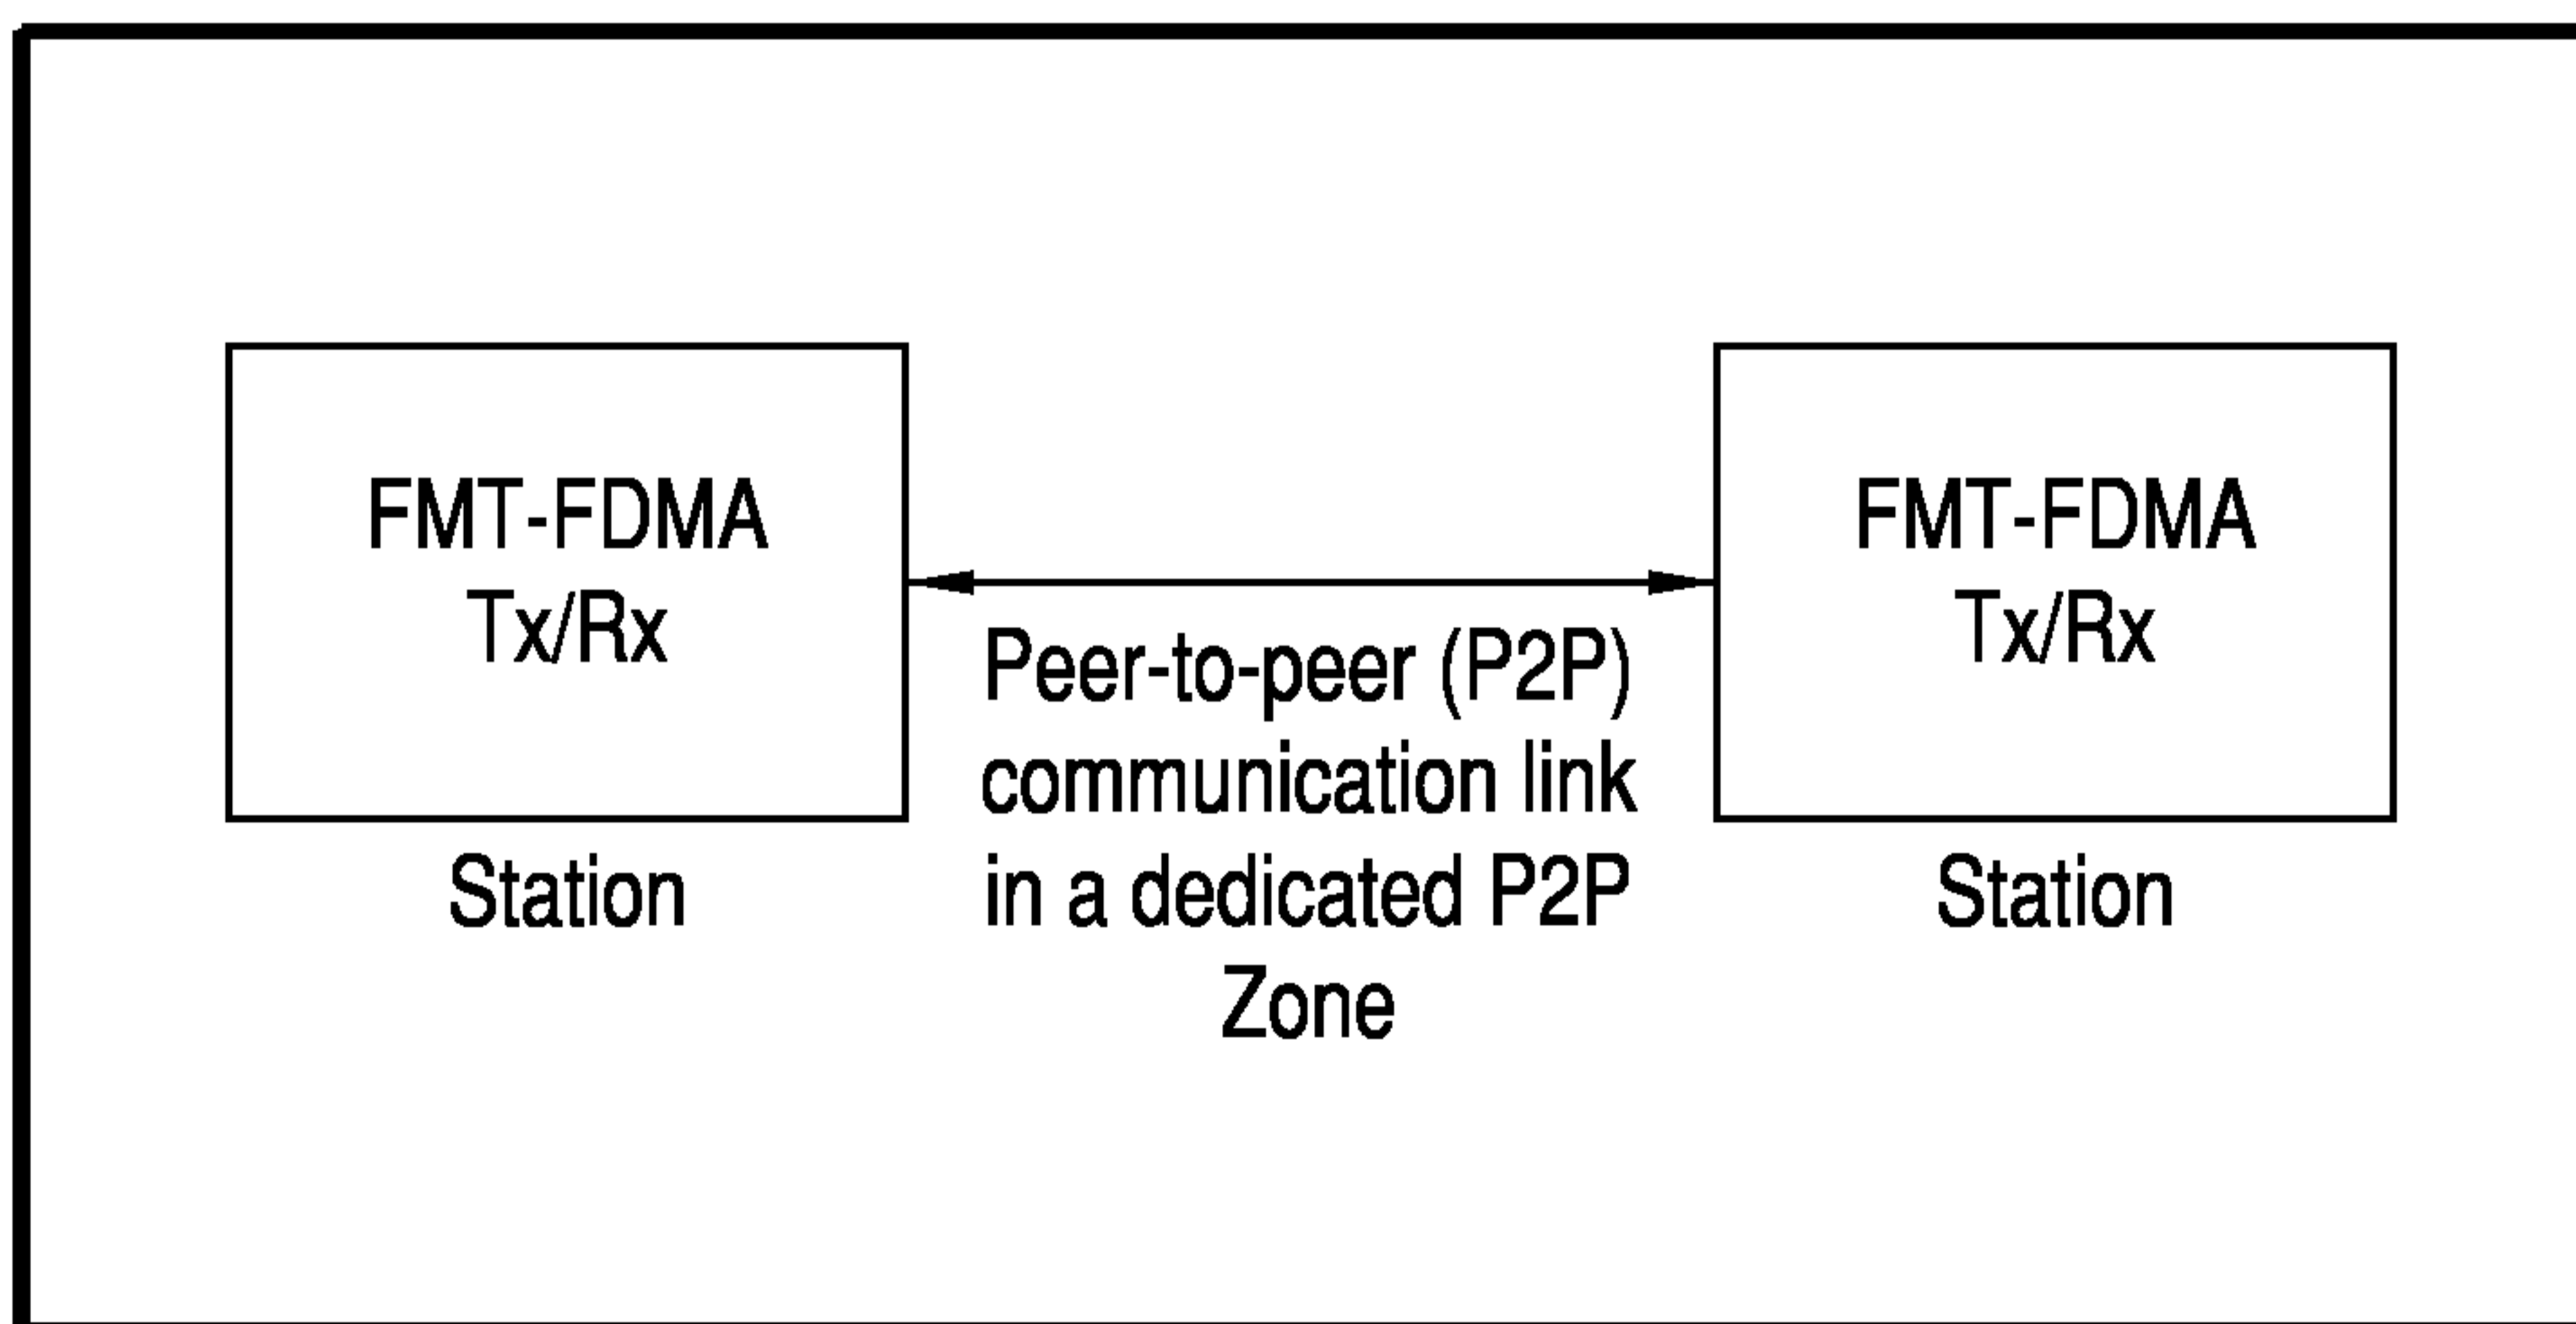 FMT-FDMA
Tx/Rx
Station
Peer-to-peer (P2P)
communication link
in a dedicated P2P
Zone
FMT-FDMA
Tx/Rx
Station